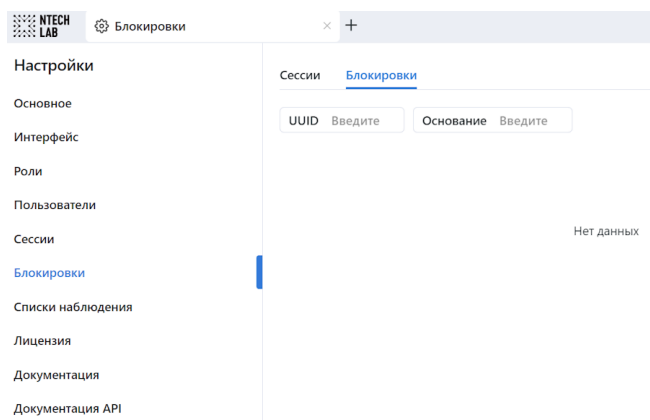 NTECH
LAB
Блокировки
Настройки
Основное
Интерфейс
Роли
Пользователи
Сессии
Блокировки
Списки наблюдения
Лицензия
Документация
Документация API
Сессии Блокировки
UUID Введите Основание Введите
Нет данных